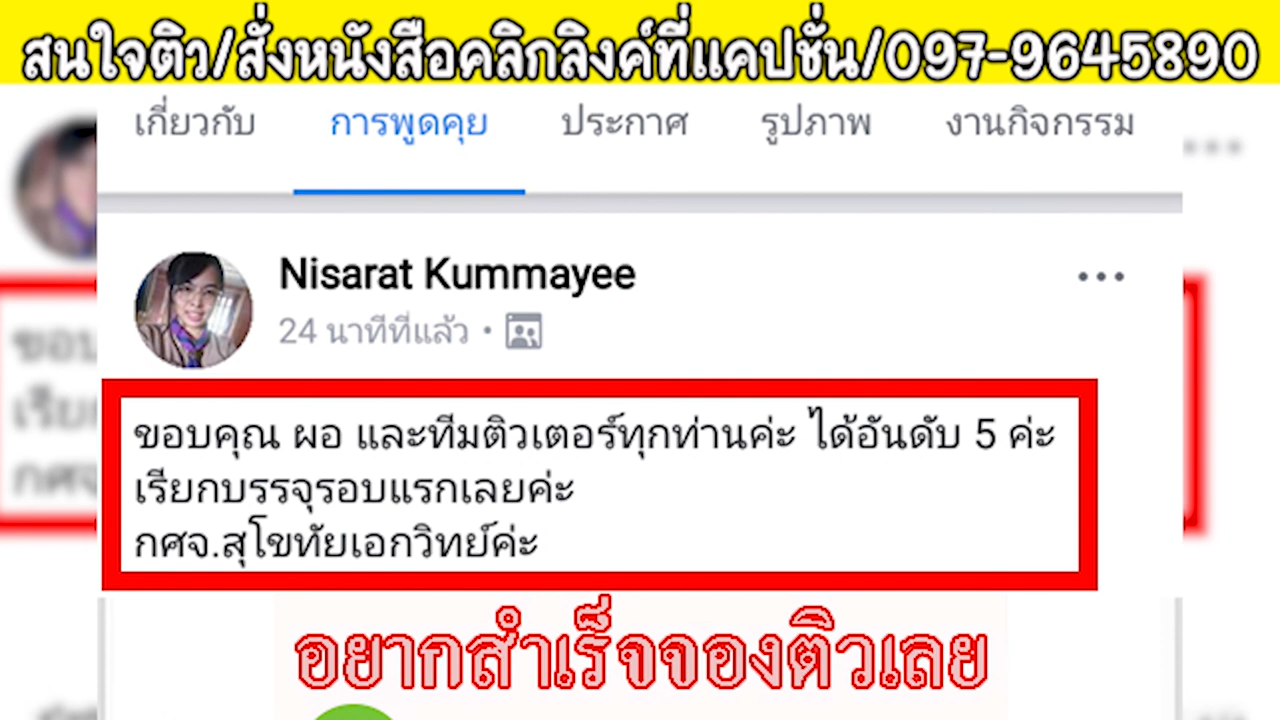 สนใจติว/สั่งหนังสือคลิกลิงค์ที่แคปชั่น/097-9645890
เกี่ยวกับ การพูดคุย ประกาศ รูปภาพ งานกิจกรรม
Nisarat Kummayee
24 นาทีที่แล้ว
ขอบคุณ ผอ และทีมติวเตอร์ทุกท่านค่ะ ได้อันดับ 5 ค่ะ
เรียกบรรจุรอบแรกเลยค่ะ
กศจ.สุโขทัยเอกวิทย์ค่ะ
อยากสำเร็จจองติวเลย